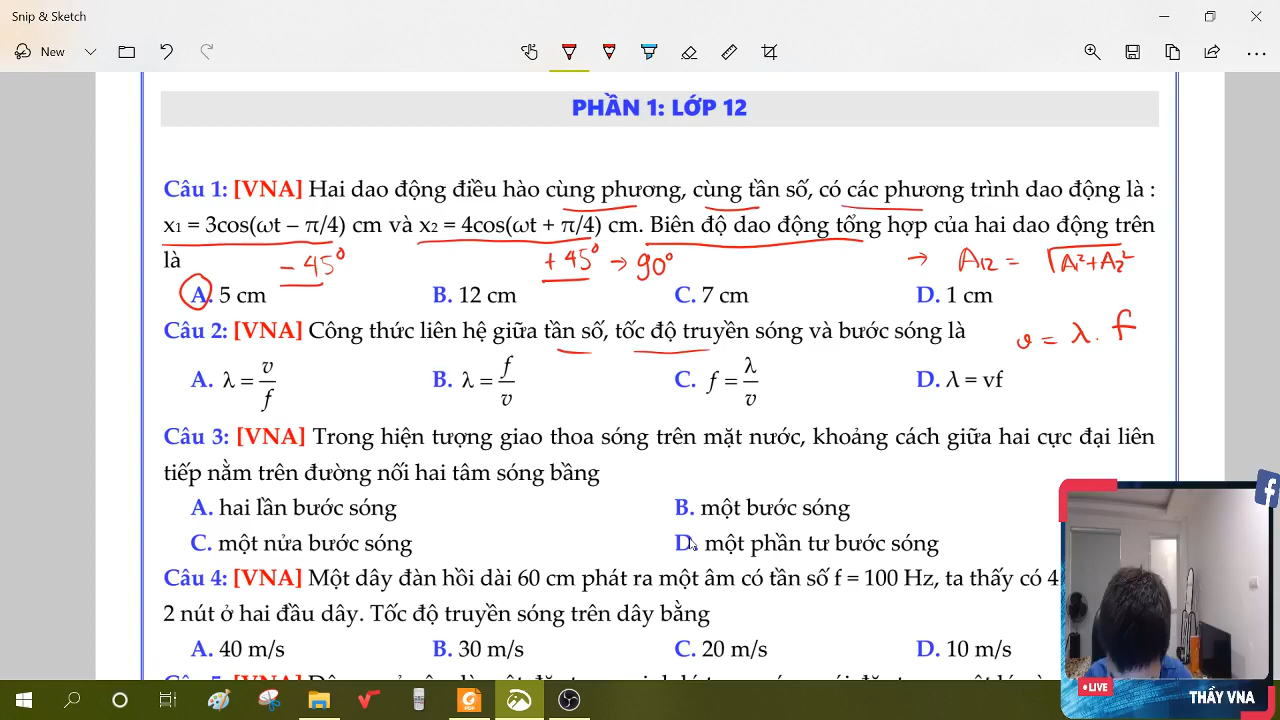 Snip & Sketch
New
PHẦN 1: LỚP 12
Câu 1: [VNA] Hai dao động điều hào cùng phương, cùng tần số, có các phương trình dao động là :
x1 = 3cos(ωt – π/4) cm và x2 = 4cos(ωt + π/4) cm. Biên độ dao động tổng hợp của hai dao động trên
là
- 45° + 45° → 90° → A12 = √A1²+A2²
A. 5 cm B. 12 cm C. 7 cm D. 1 cm
Câu 2: [VNA] Công thức liên hệ giữa tần số, tốc độ truyền sóng và bước sóng là
v = λ. f
A. λ = v/f B. λ = f/v C. f = λ/v D. λ = vf
Câu 3: [VNA] Trong hiện tượng giao thoa sóng trên mặt nước, khoảng cách giữa hai cực đại liên
tiếp nằm trên đường nối hai tâm sóng bằng
A. hai lần bước sóng B. một bước sóng
C. một nửa bước sóng D. một phần tư bước sóng
Câu 4: [VNA] Một dây đàn hồi dài 60 cm phát ra một âm có tần số f = 100 Hz, ta thấy có 4
2 nút ở hai đầu dây. Tốc độ truyền sóng trên dây bằng
A. 40 m/s B. 30 m/s C. 20 m/s D. 10 m/s
LIVE
THẦY VNA